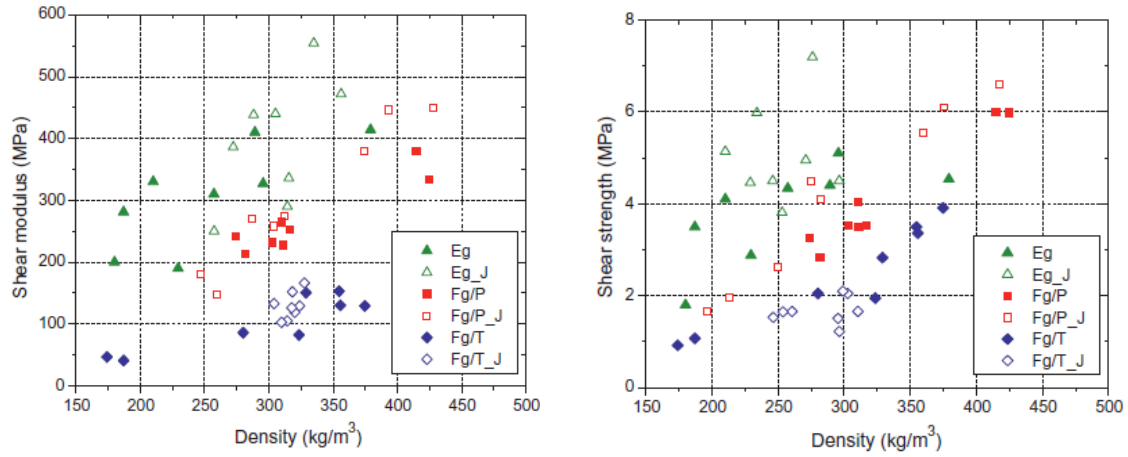 600
500
400
300
200
100
0
Shear modulus (MPa)
150 200 250 300 350 400 450 500
Density (kg/m³)
Eg
Eg_J
Fg/P
Fg/P_J
Fg/T
Fg/T_J
8
6
4
2
0
Shear strength (MPa)
150 200 250 300 350 400 450 500
Density (kg/m³)
Eg
Eg_J
Fg/P
Fg/P_J
Fg/T
Fg/T_J